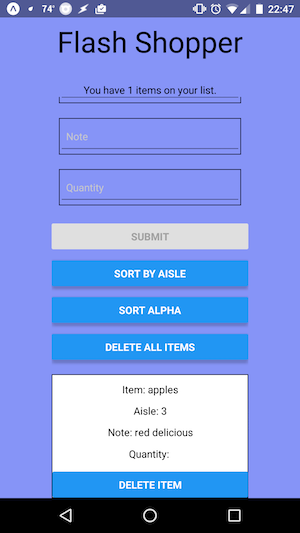 74° 22:47
Flash Shopper
You have 1 items on your list.
Note
Quantity
SUBMIT
SORT BY AISLE
SORT ALPHA
DELETE ALL ITEMS
Item: apples
Aisle: 3
Note: red delicious
Quantity:
DELETE ITEM